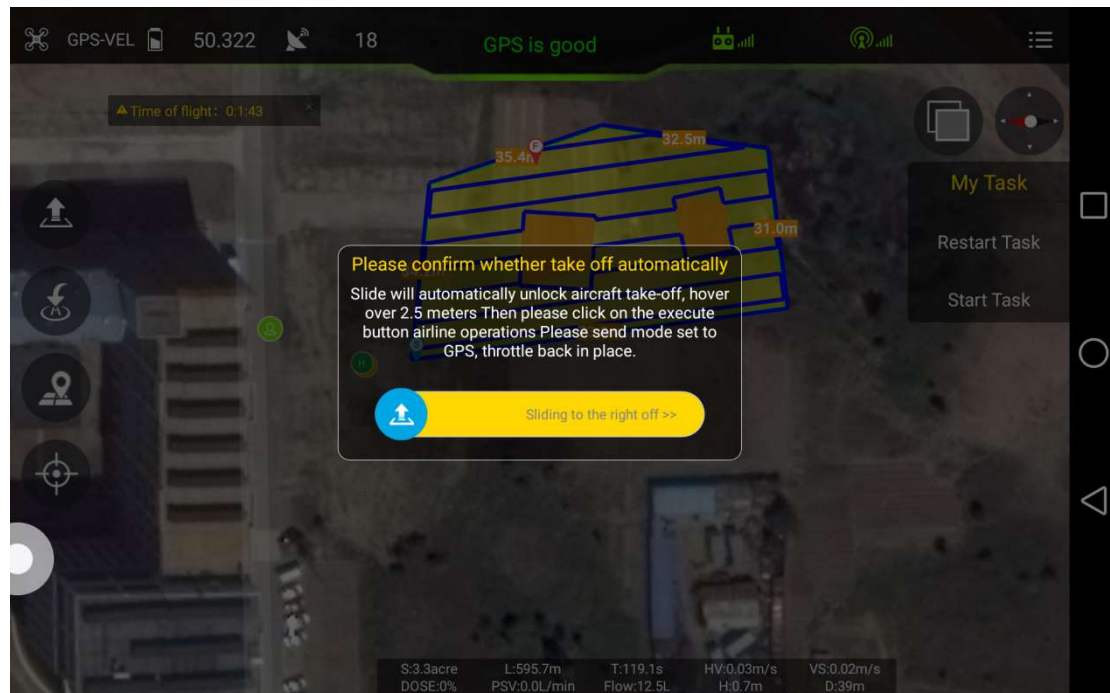 GPS-VEL 50.322 18 GPS is good
Time of flight: 0:1:43 ×
35.4m
32.5m
31.0m
My Task
Restart Task
Start Task
Please confirm whether take off automatically
Slide will automatically unlock aircraft take-off, hover
over 2.5 meters Then please click on the execute
button airline operations Please send mode set to
GPS, throttle back in place.
Sliding to the right off >>
F
H
S:3.3acre L:595.7m T:119.1s HV:0.03m/s VS:0.02m/s
DOSE:0% PSV:0.0L/min Flow:12.5L H:0.7m D:39m